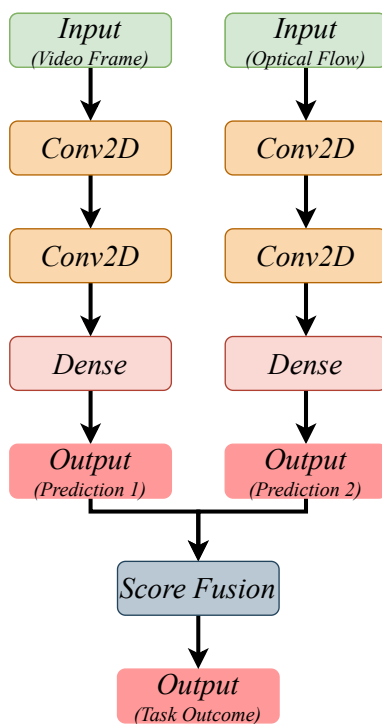 Input
(Video Frame)
Input
(Optical Flow)
Conv2D
Conv2D
Conv2D
Conv2D
Dense
Dense
Output
(Prediction 1)
Output
(Prediction 2)
Score Fusion
Output
(Task Outcome)